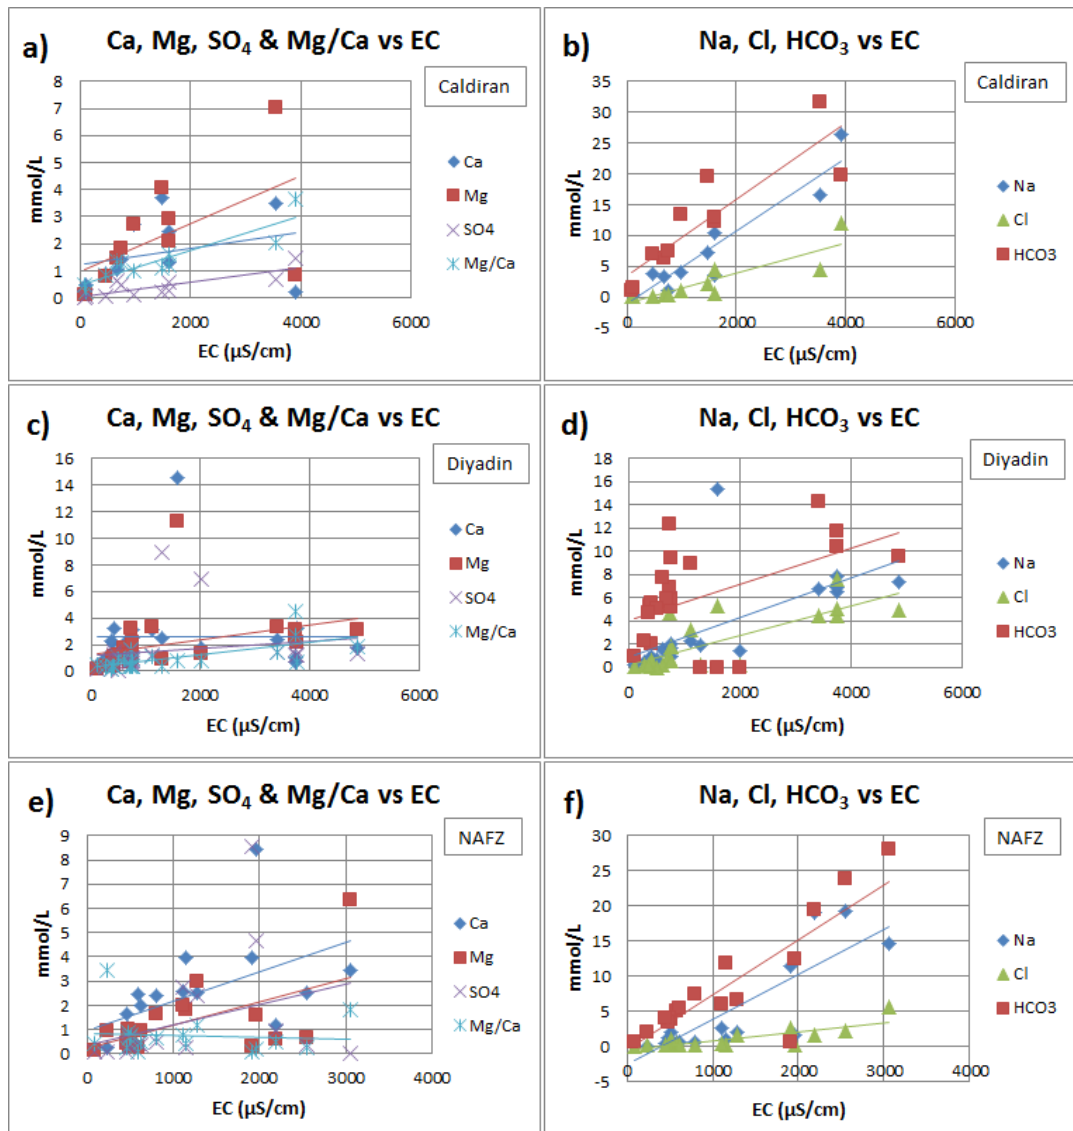 a)
Ca, Mg, SO₄ & Mg/Ca vs EC
Caldiran
8
7
6
5
4
3
2
1
0
mmol/L
0 2000 4000 6000
EC (µS/cm)
Ca
Mg
SO4
Mg/Ca
b)
Na, Cl, HCO₃ vs EC
Caldiran
35
30
25
20
15
10
5
0
-5
mmol/L
0 2000 4000 6000
EC (µS/cm)
Na
Cl
HCO3
c)
Ca, Mg, SO₄ & Mg/Ca vs EC
Diyadin
16
14
12
10
8
6
4
2
0
mmol/L
0 2000 4000 6000
EC (µS/cm)
Ca
Mg
SO4
Mg/Ca
d)
Na, Cl, HCO₃ vs EC
Diyadin
18
16
14
12
10
8
6
4
2
0
mmol/L
0 2000 4000 6000
EC (µS/cm)
Na
Cl
HCO3
e)
Ca, Mg, SO₄ & Mg/Ca vs EC
NAFZ
9
8
7
6
5
4
3
2
1
0
mmol/L
0 1000 2000 3000 4000
EC (µS/cm)
Ca
Mg
SO4
Mg/Ca
f)
Na, Cl, HCO₃ vs EC
NAFZ
30
25
20
15
10
5
0
-5
mmol/L
0 1000 2000 3000 4000
EC (µS/cm)
Na
Cl
HCO3